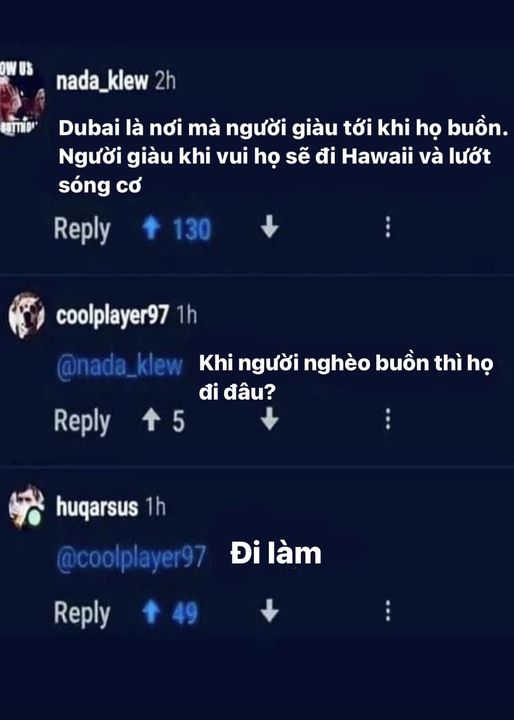 OW US
nada_klew 2h
Dubai là nơi mà người giàu tới khi họ buồn.
Người giàu khi vui họ sẽ đi Hawaii và lướt
sóng cơ
Reply 130
coolplayer97 1h
@nada_klew Khi người nghèo buồn thì họ
đi đâu?
Reply 5
huqarsus 1h
@coolplayer97 Đi làm
Reply 49